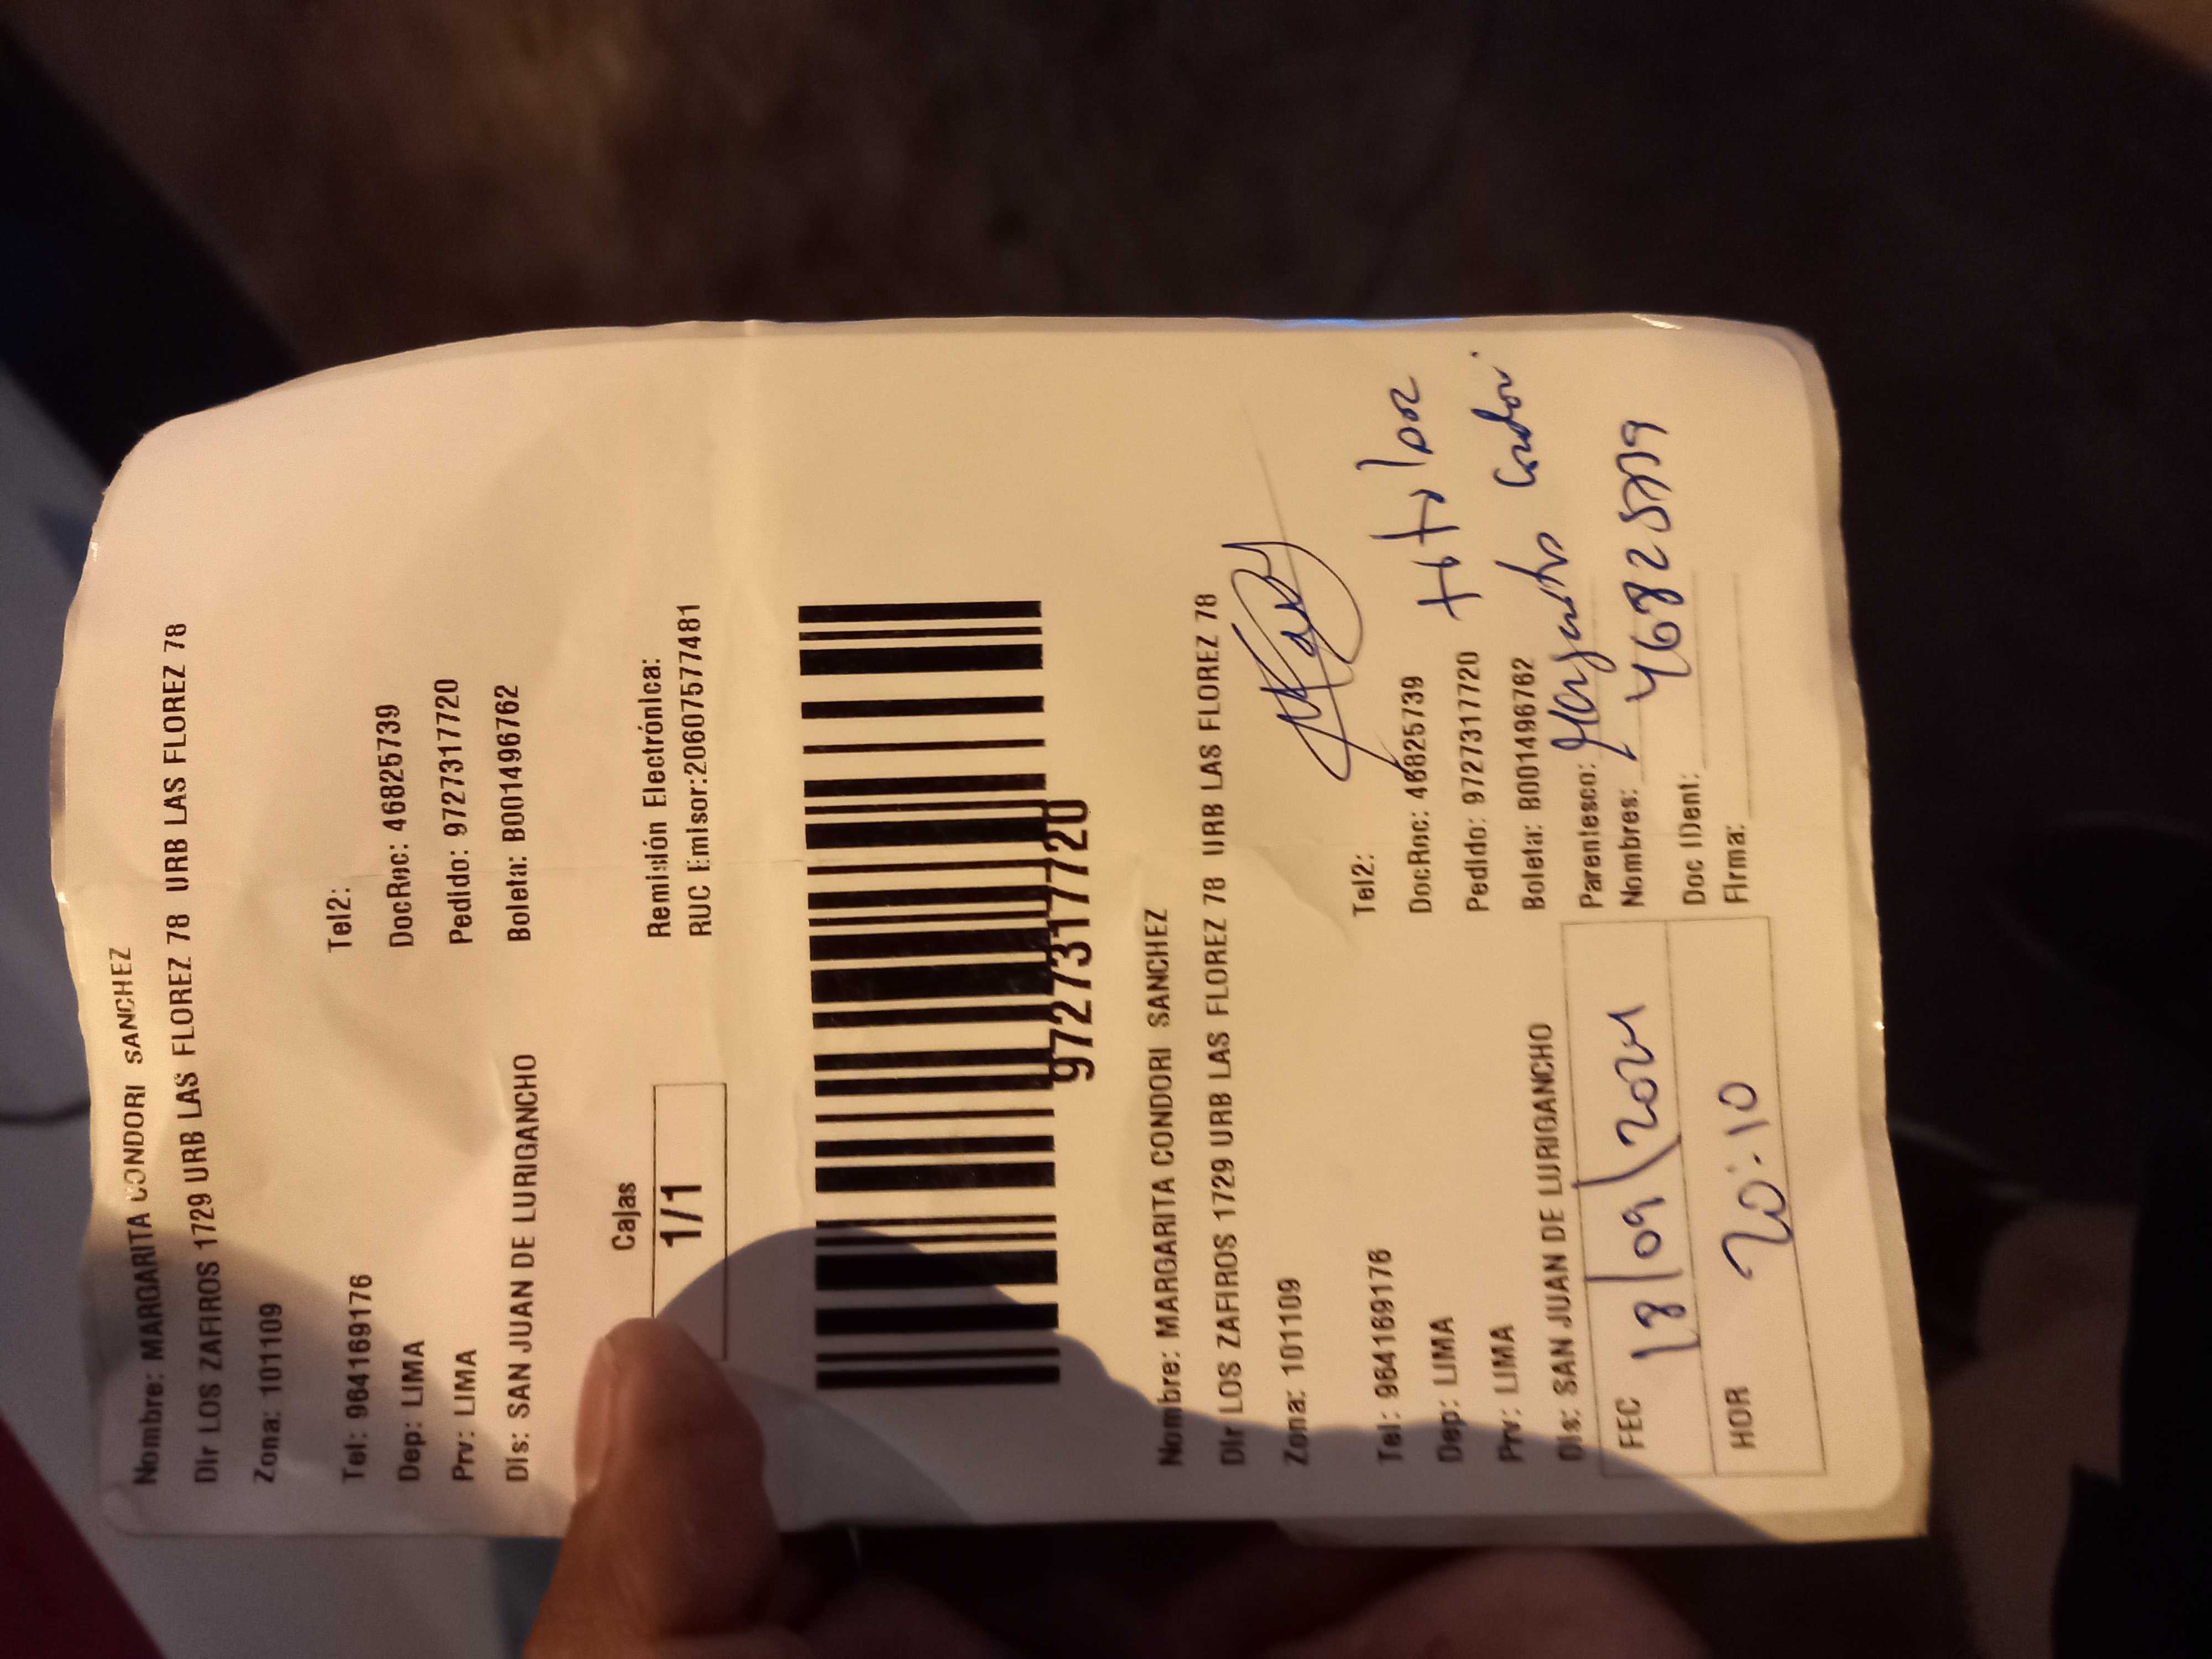 Nombre: MARGARITA CONDORI SANCHEZ
Dir LOS ZAFIROS 1729 URB LAS FLOREZ 78 URB LAS FLOREZ 78
Zona: 101109
Tel: 964169176 Tel2:
Dep: LIMA DocRnc: 46825739
Prv: LIMA Pedido: 9727317720
Dis: SAN JUAN DE LURIGANCHO Boleta: B001496762
Cajas Remisión Electrónica:
1/1 RUC Emisor:20607577481
9727317720
Nombre: MARGARITA CONDORI SANCHEZ
Dir LOS ZAFIROS 1729 URB LAS FLOREZ 78 URB LAS FLOREZ 78
Zona: 101109
Tel: 964169176 Tel2:
Dep: LIMA DocRnc: 46825739
Prv: LIMA Pedido: 9727317720 titular
Dis: SAN JUAN DE LURIGANCHO Boleta: B001496762
FEC 18/09/2021 Parentesco: Margarita Condori
Nombres: 46825739
Doc IDent:
HOR 20:10 Firma: